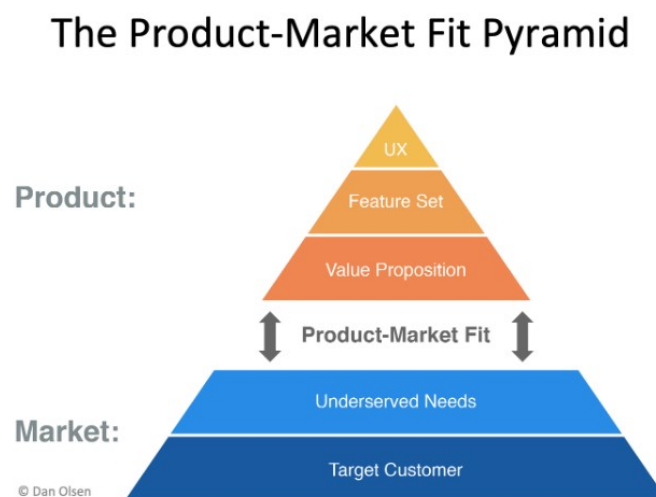 The Product-Market Fit Pyramid
UX
Product:
Feature Set
Value Proposition
Product-Market Fit
Underserved Needs
Market:
Target Customer
© Dan Olsen